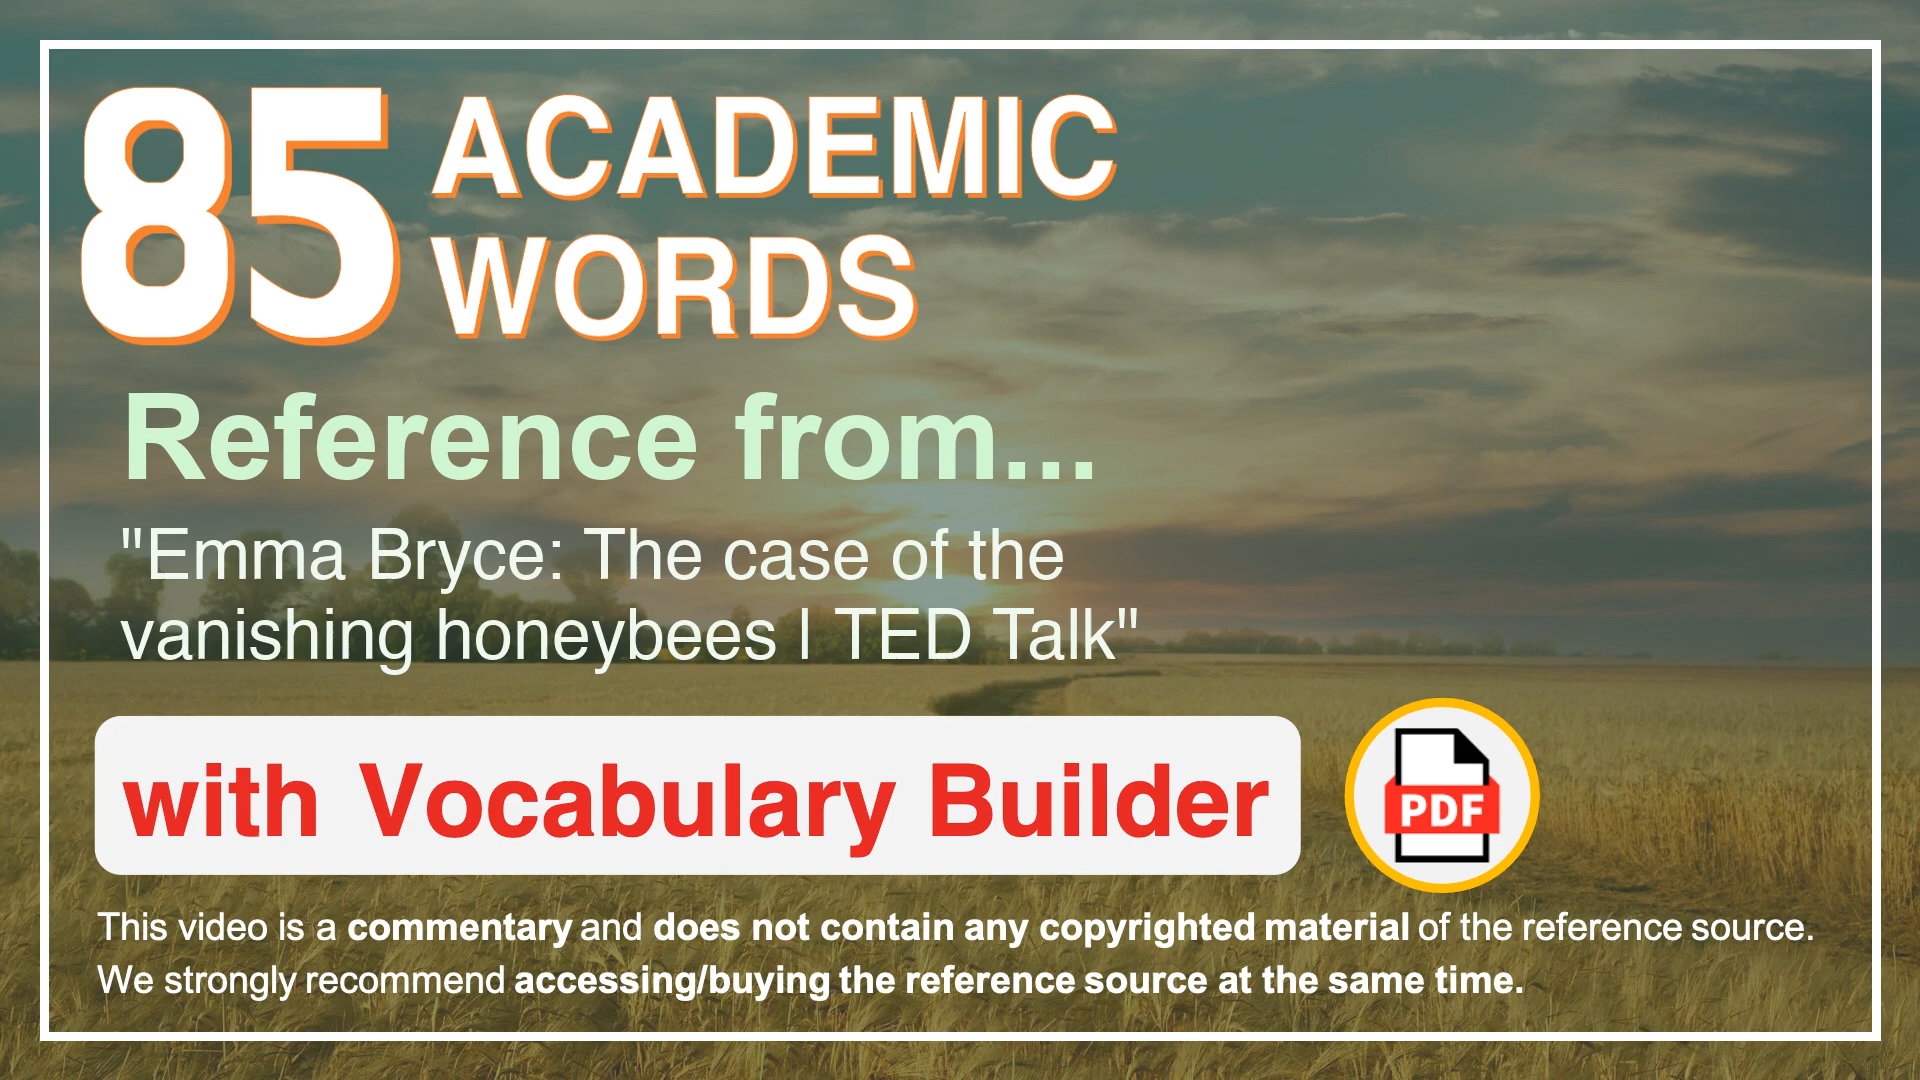 85 ACADEMIC
WORDS
Reference from...
"Emma Bryce: The case of the
vanishing honeybees | TED Talk"
with Vocabulary Builder
PDF
This video is a commentary and does not contain any copyrighted material of the reference source.
We strongly recommend accessing/buying the reference source at the same time.